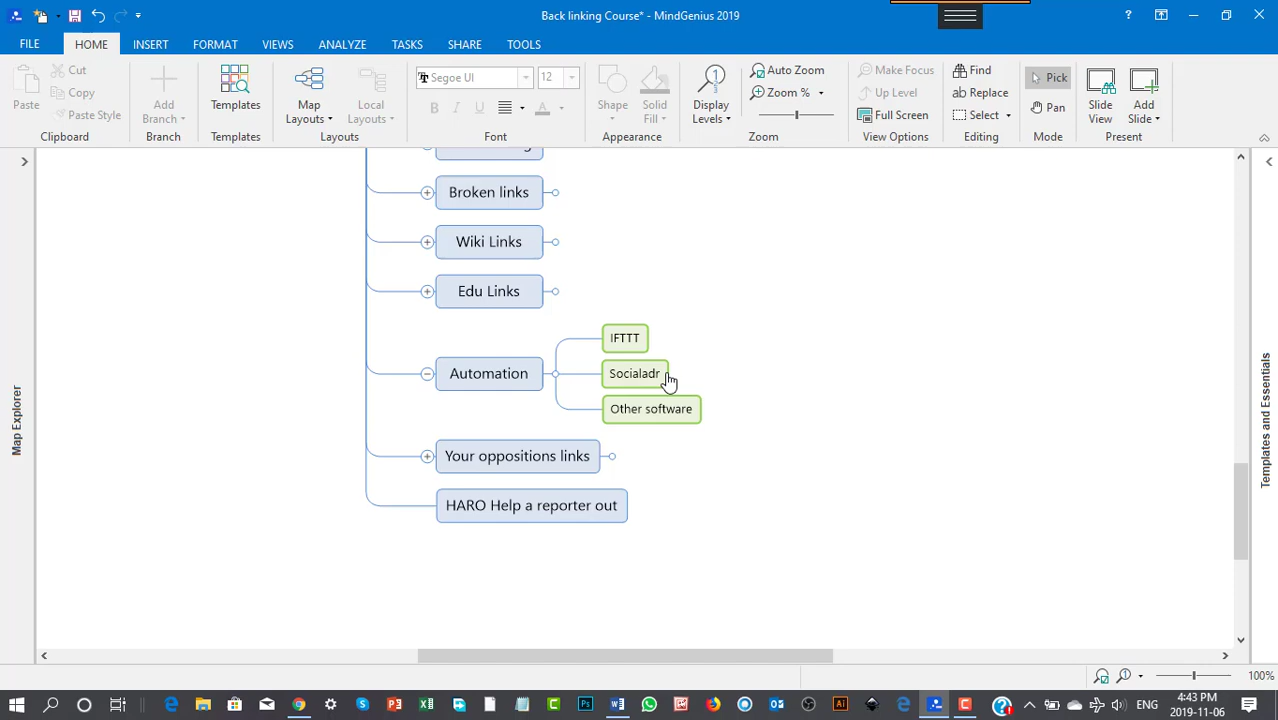 Back linking Course* - MindGenius 2019
FILE
HOME
INSERT
FORMAT
VIEWS
ANALYZE
TASKS
SHARE
TOOLS
Paste
Cut
Copy
Paste Style
Clipboard
Add Branch
Branch
Templates
Templates
Map Layouts
Local Layouts
Layouts
Segoe UI
12
B I U
A
Font
Shape
Solid Fill
Appearance
Display Levels
Auto Zoom
Zoom %
Full Screen
Zoom
Make Focus
Up Level
View Options
Find
Replace
Select
Editing
Pick
Pan
Mode
Slide View
Add Slide
Present
Map Explorer
Templates and Essentials
Broken links
Wiki Links
Edu Links
Automation
IFTTT
Socialadr
Other software
Your oppositions links
HARO Help a reporter out
100%
ENG
4:43 PM
2019-11-06